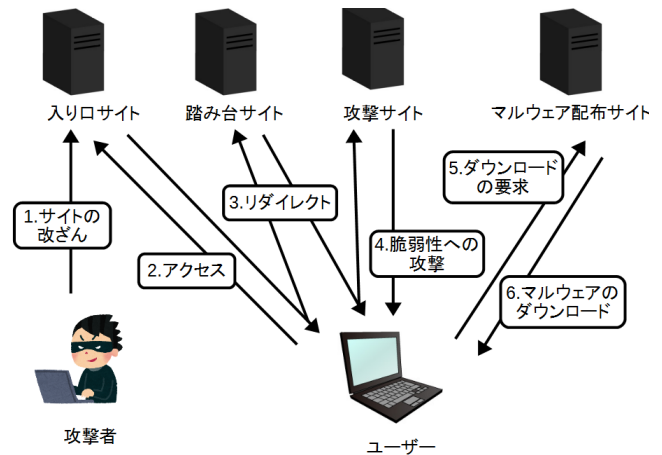 入り口サイト
踏み台サイト
攻撃サイト
マルウェア配布サイト
1.サイトの
改ざん
2.アクセス
3.リダイレクト
4.脆弱性への
攻撃
5.ダウンロード
の要求
6.マルウェアの
ダウンロード
攻撃者
ユーザー